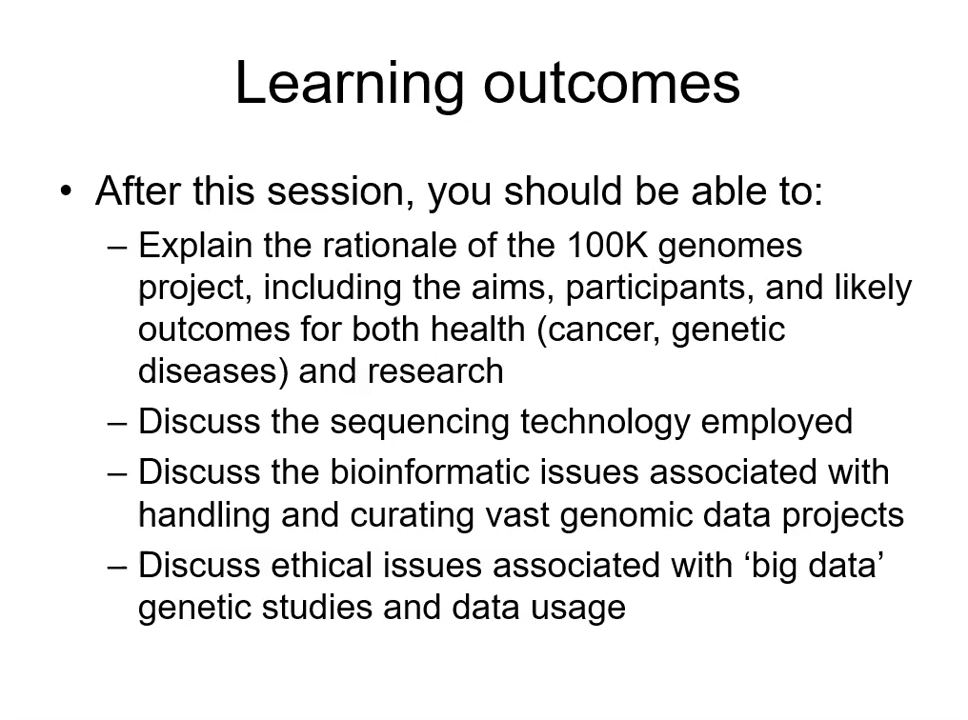 Learning outcomes
• After this session, you should be able to:
– Explain the rationale of the 100K genomes
project, including the aims, participants, and likely
outcomes for both health (cancer, genetic
diseases) and research
– Discuss the sequencing technology employed
– Discuss the bioinformatic issues associated with
handling and curating vast genomic data projects
– Discuss ethical issues associated with ‘big data’
genetic studies and data usage